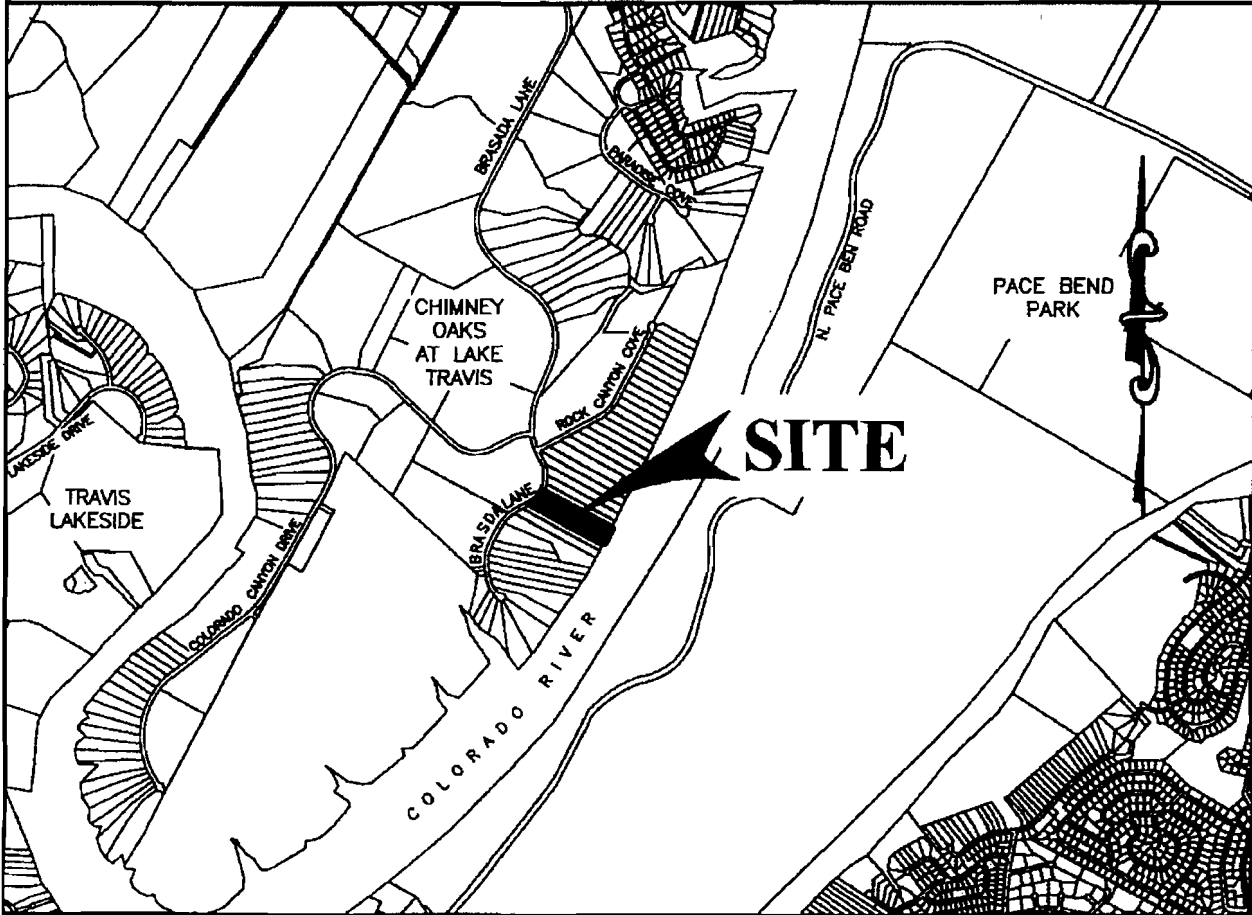 BRASADA LANE
PARADISE COVE
N. PACE BEN ROAD
PACE BEND
PARK
CHIMNEY
OAKS
AT LAKE
TRAVIS
ROCK CANYON COVE
SITE
LAKESIDE DRIVE
TRAVIS
LAKESIDE
BRASDA LANE
COLORADO CANYON DRIVE
COLORADO RIVER